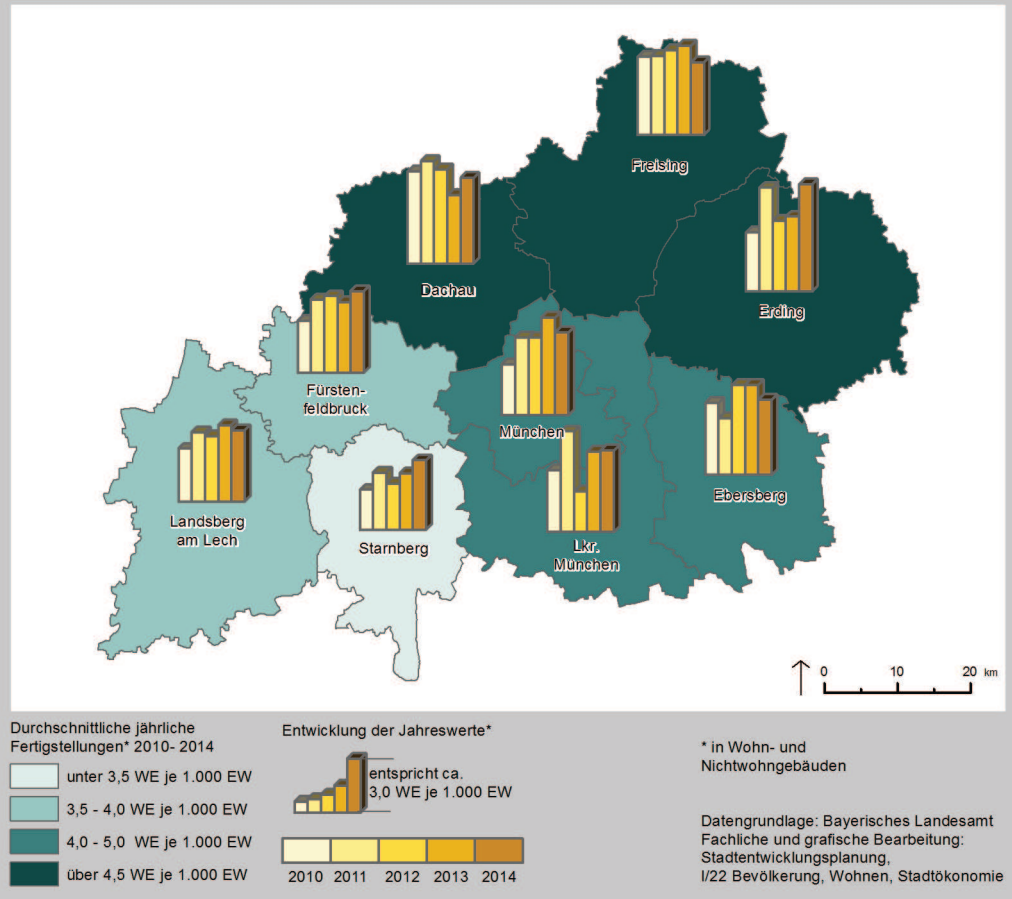 Freising
Dachau
Erding
Fürsten-
feldbruck
München
Ebersberg
Landsberg
am Lech
Starnberg
Lkr.
München
0 10 20 km
Durchschnittliche jährliche
Fertigstellungen* 2010- 2014
unter 3,5 WE je 1.000 EW
3,5 - 4,0 WE je 1.000 EW
4,0 - 5,0 WE je 1.000 EW
über 4,5 WE je 1.000 EW
Entwicklung der Jahreswerte*
entspricht ca.
3,0 WE je 1.000 EW
2010 2011 2012 2013 2014
* in Wohn- und
Nichtwohngebäuden
Datengrundlage: Bayerisches Landesamt
Fachliche und grafische Bearbeitung:
Stadtentwicklungsplanung,
I/22 Bevölkerung, Wohnen, Stadtökonomie